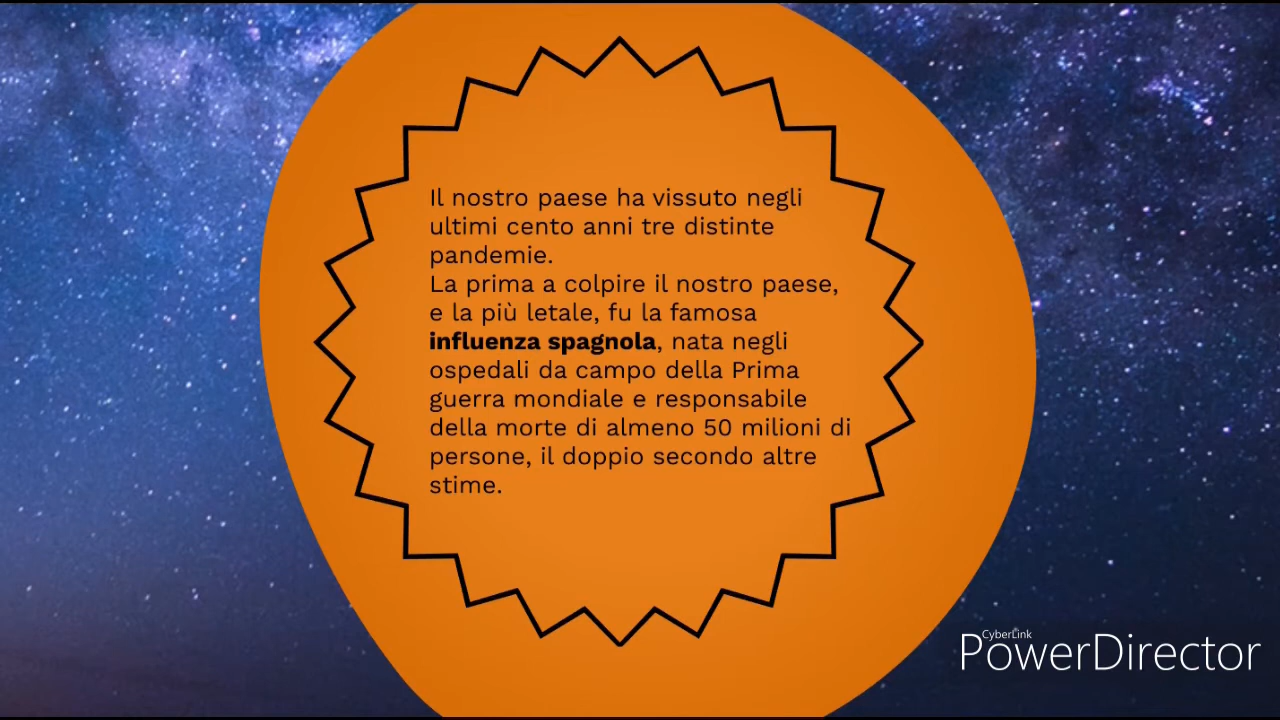 Il nostro paese ha vissuto negli
ultimi cento anni tre distinte
pandemie.
La prima a colpire il nostro paese,
e la più letale, fu la famosa
influenza spagnola, nata negli
ospedali da campo della Prima
guerra mondiale e responsabile
della morte di almeno 50 milioni di
persone, il doppio secondo altre
stime.
CyberLink
PowerDirector